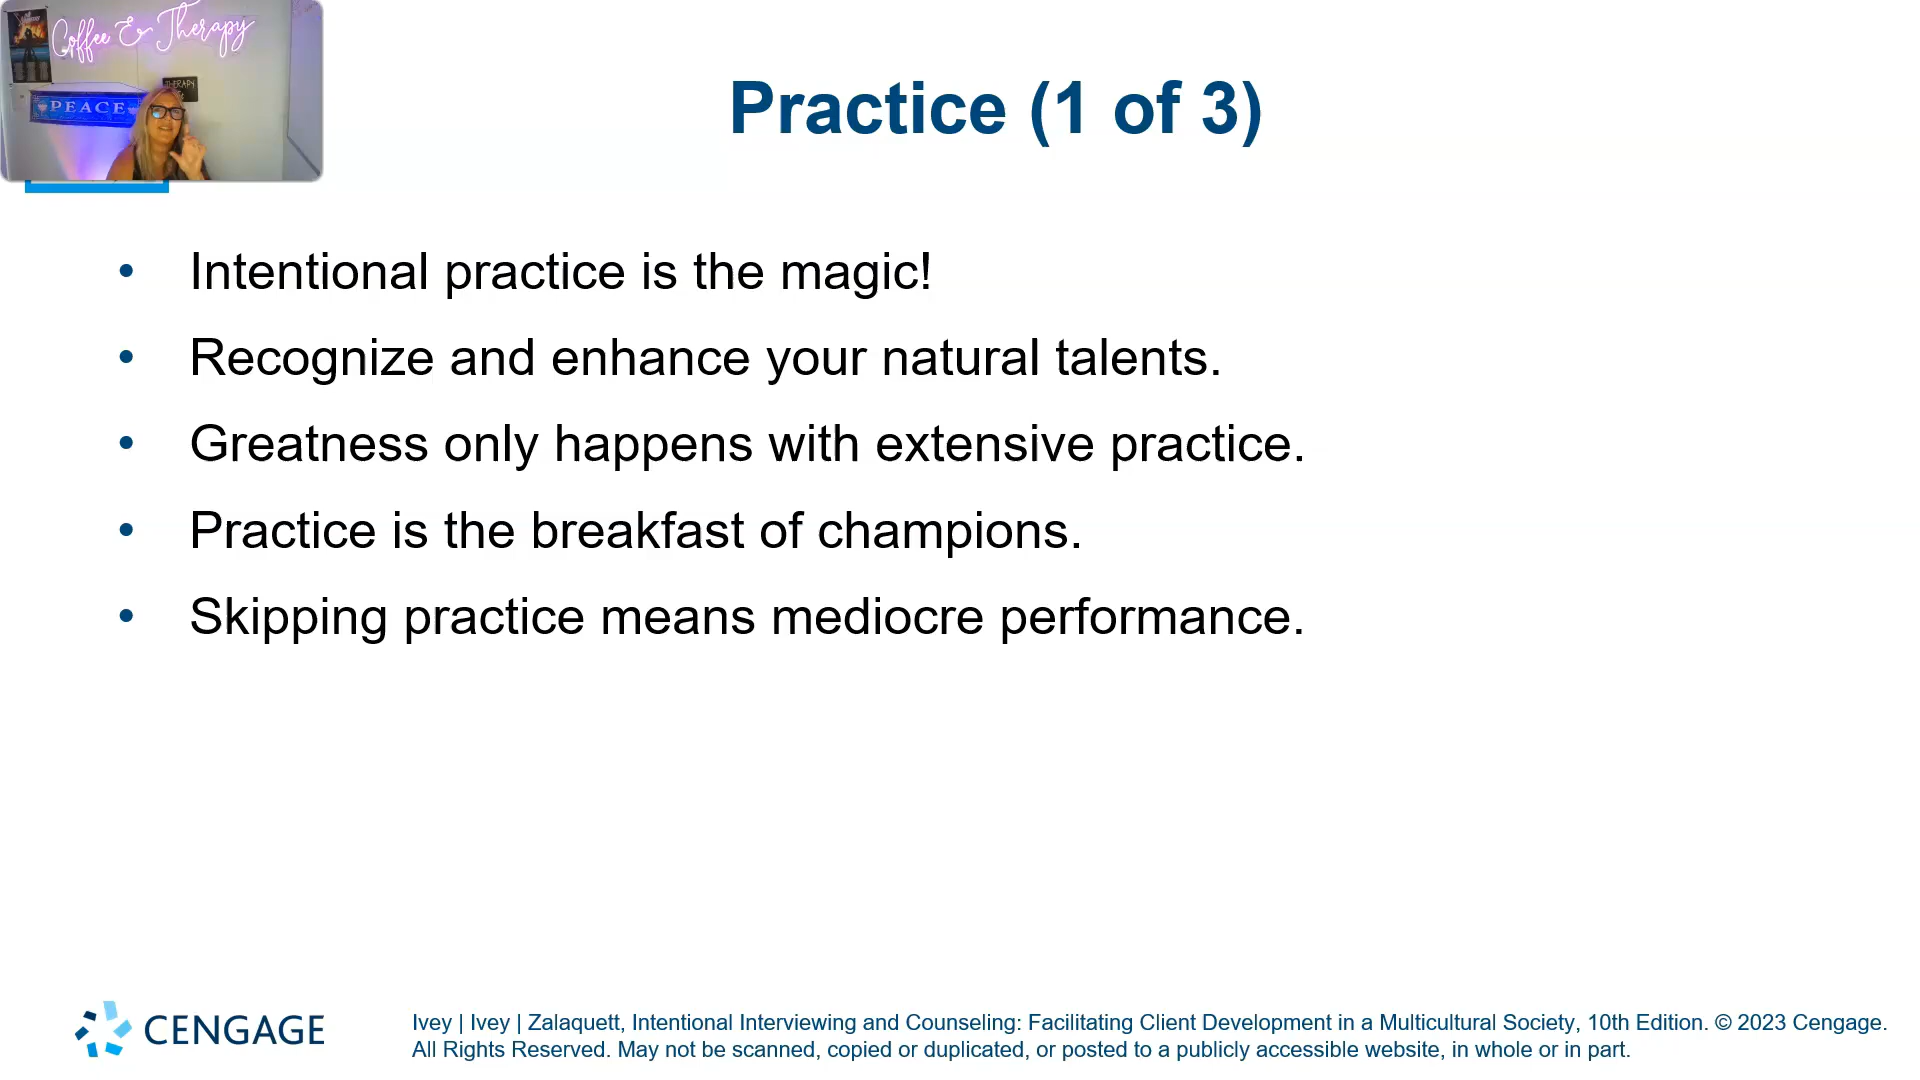 Coffee & Therapy
THERAPY
PEACE
Practice (1 of 3)
• Intentional practice is the magic!
• Recognize and enhance your natural talents.
• Greatness only happens with extensive practice.
• Practice is the breakfast of champions.
• Skipping practice means mediocre performance.
CENGAGE
Ivey | Ivey | Zalaquett, Intentional Interviewing and Counseling: Facilitating Client Development in a Multicultural Society, 10th Edition. © 2023 Cengage.
All Rights Reserved. May not be scanned, copied or duplicated, or posted to a publicly accessible website, in whole or in part.